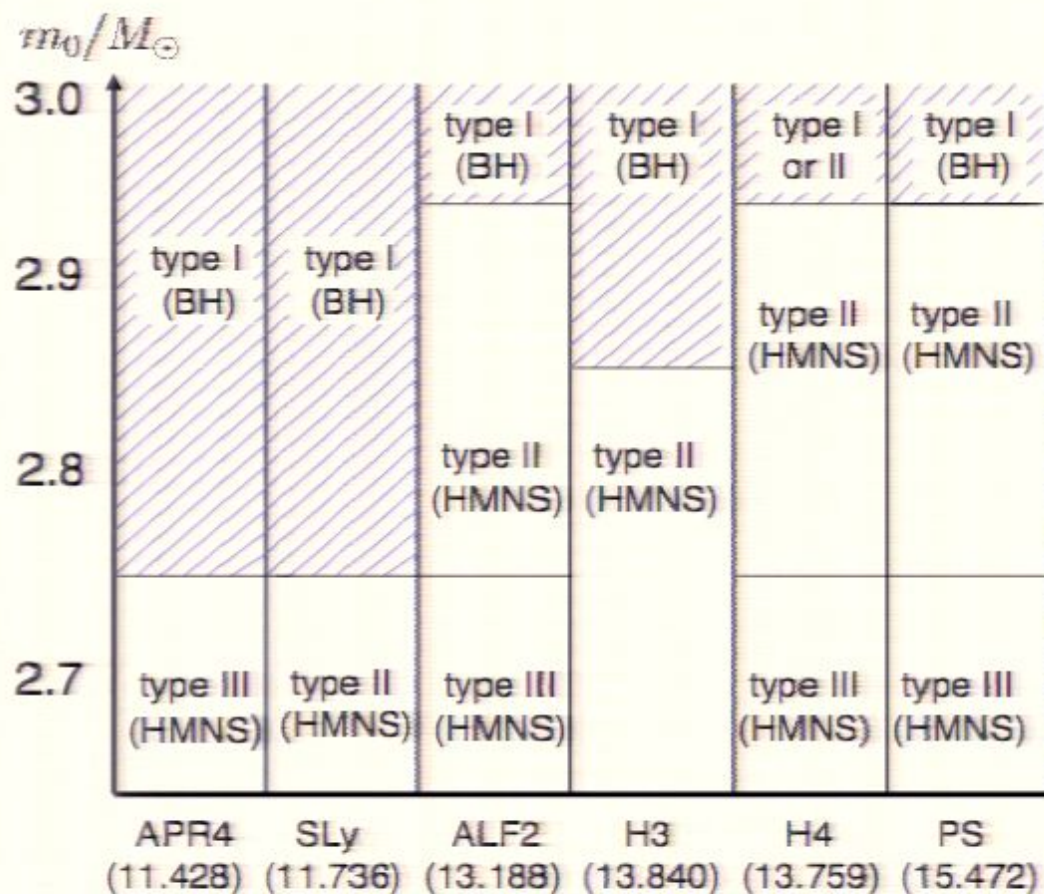 m₀/M⊙
3.0
2.9
2.8
2.7
type I
(BH)
type I
(BH)
type I
(BH)
type I
(BH)
type I
or II
type I
(BH)
type II
(HMNS)
type II
(HMNS)
type II
(HMNS)
type II
(HMNS)
type III
(HMNS)
type II
(HMNS)
type III
(HMNS)
type III
(HMNS)
type III
(HMNS)
APR4 SLy ALF2 H3 H4 PS
(11.428) (11.736) (13.188) (13.840) (13.759) (15.472)